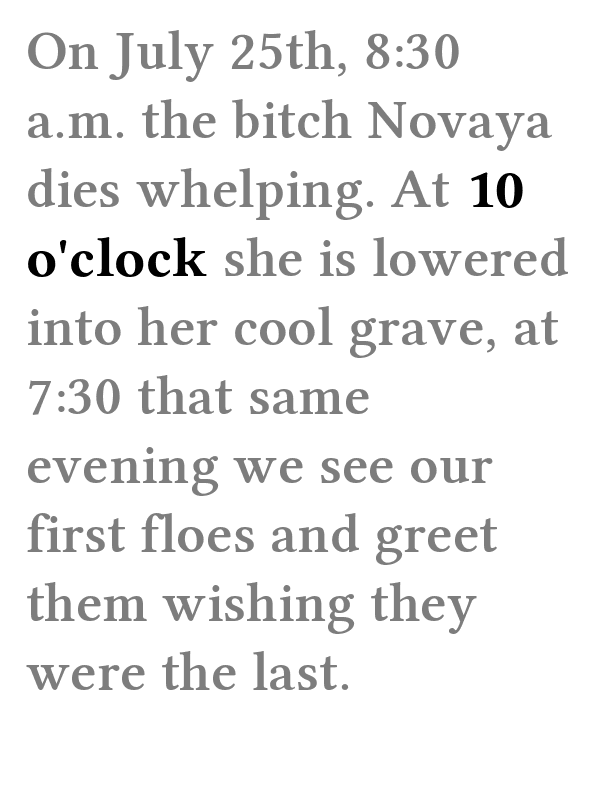 On July 25th, 8:30
a.m. the bitch Novaya
dies whelping. At 10
o'clock she is lowered
into her cool grave, at
7:30 that same
evening we see our
first floes and greet
them wishing they
were the last.